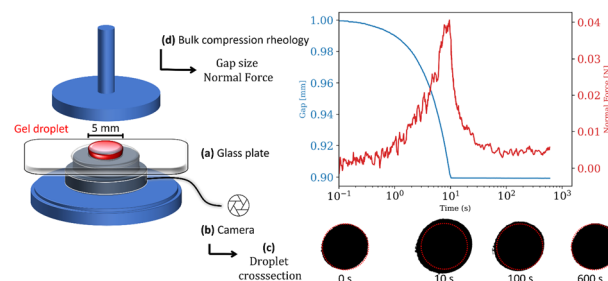 (d) Bulk compression rheology
Gap size
Normal Force
Gel droplet
5 mm
(a) Glass plate
(b) Camera
(c)
Droplet
crosssection
1.00
0.98
0.96
0.94
0.92
0.90
Gap [mm]
0.04
0.03
0.02
0.01
0.00
Normal Force [N]
10⁻¹ 10⁰ 10¹ 10² 10³
Time (s)
0 s 10 s 100 s 600 s